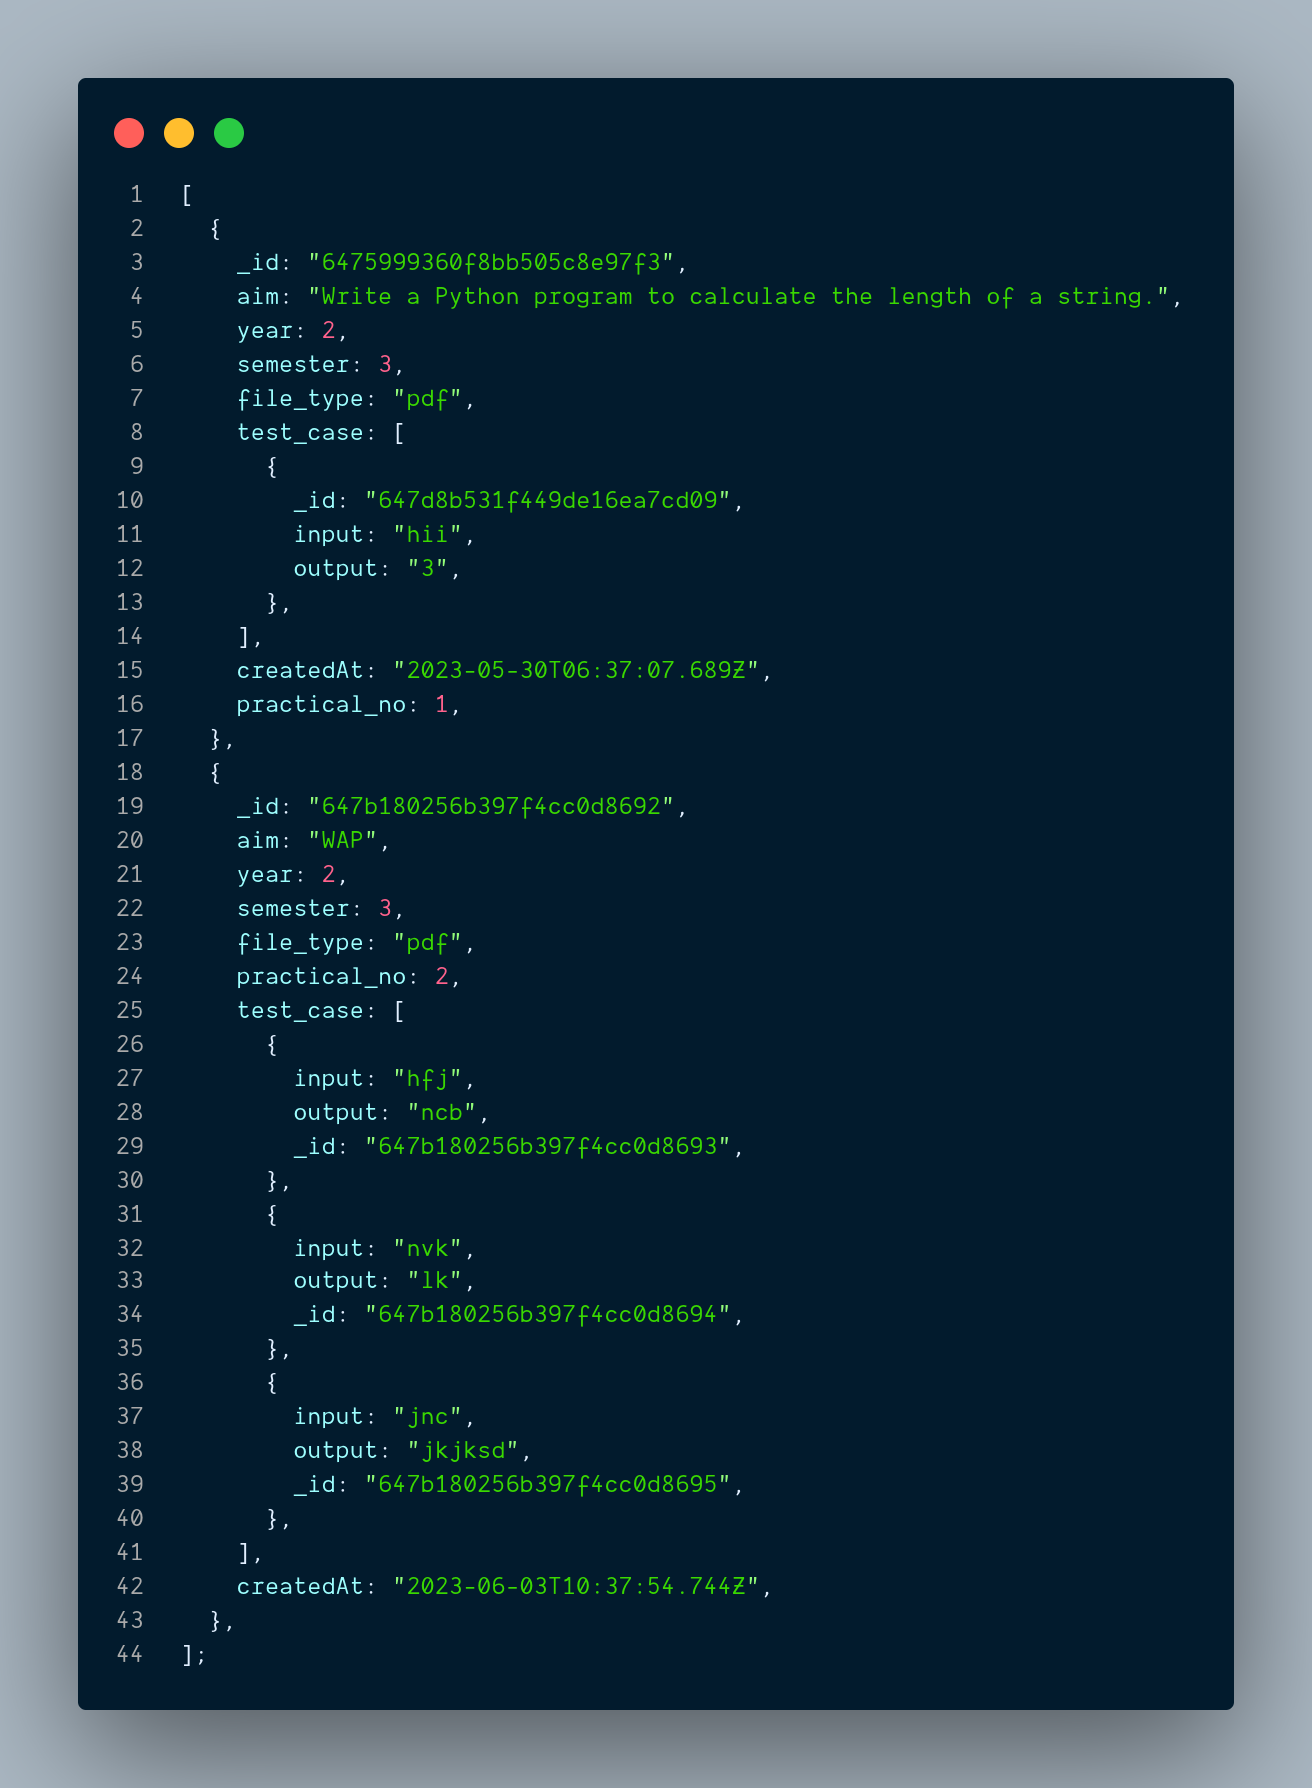 1 [
2   {
3     _id: "6475999360f8bb505c8e97f3",
4     aim: "Write a Python program to calculate the length of a string.",
5     year: 2,
6     semester: 3,
7     file_type: "pdf",
8     test_case: [
9       {
10         _id: "647d8b531f449de16ea7cd09",
11         input: "hii",
12         output: "3",
13       },
14     ],
15     createdAt: "2023-05-30T06:37:07.689Z",
16     practical_no: 1,
17   },
18   {
19     _id: "647b180256b397f4cc0d8692",
20     aim: "WAP",
21     year: 2,
22     semester: 3,
23     file_type: "pdf",
24     practical_no: 2,
25     test_case: [
26       {
27         input: "hfj",
28         output: "ncb",
29         _id: "647b180256b397f4cc0d8693",
30       },
31       {
32         input: "nvk",
33         output: "lk",
34         _id: "647b180256b397f4cc0d8694",
35       },
36       {
37         input: "jnc",
38         output: "jkjksd",
39         _id: "647b180256b397f4cc0d8695",
40       },
41     ],
42     createdAt: "2023-06-03T10:37:54.744Z",
43   },
44 ];